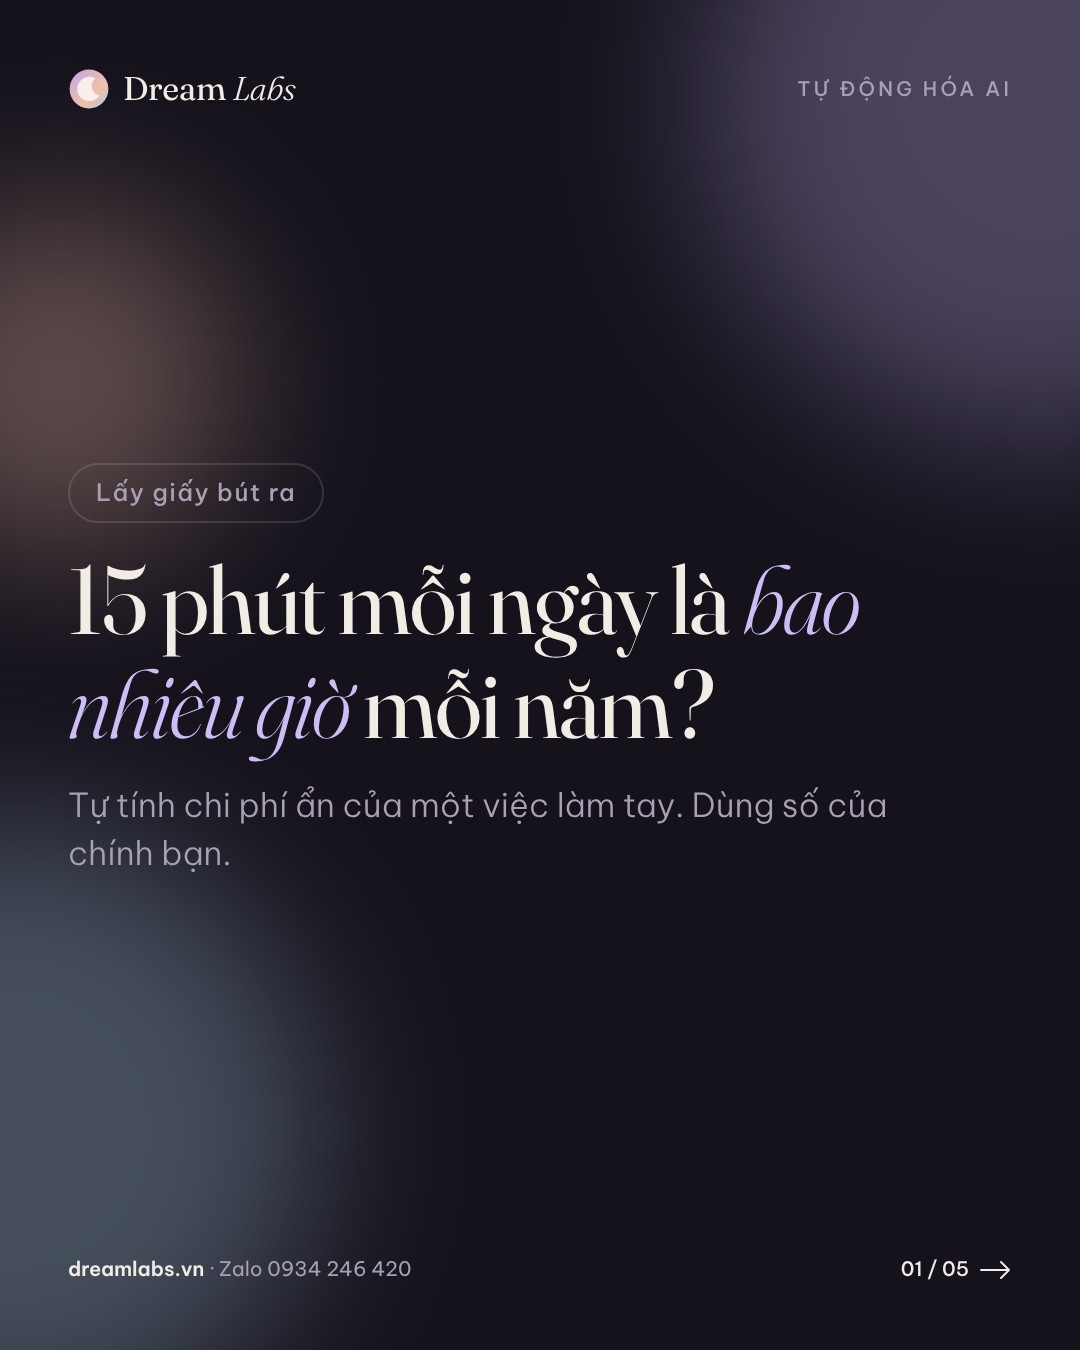 Dream Labs
TỰ ĐỘNG HÓA AI
Lấy giấy bút ra
15 phút mỗi ngày là bao
nhiêu giờ mỗi năm?
Tự tính chi phí ẩn của một việc làm tay. Dùng số của
chính bạn.
dreamlabs.vn · Zalo 0934 246 420
01 / 05 →